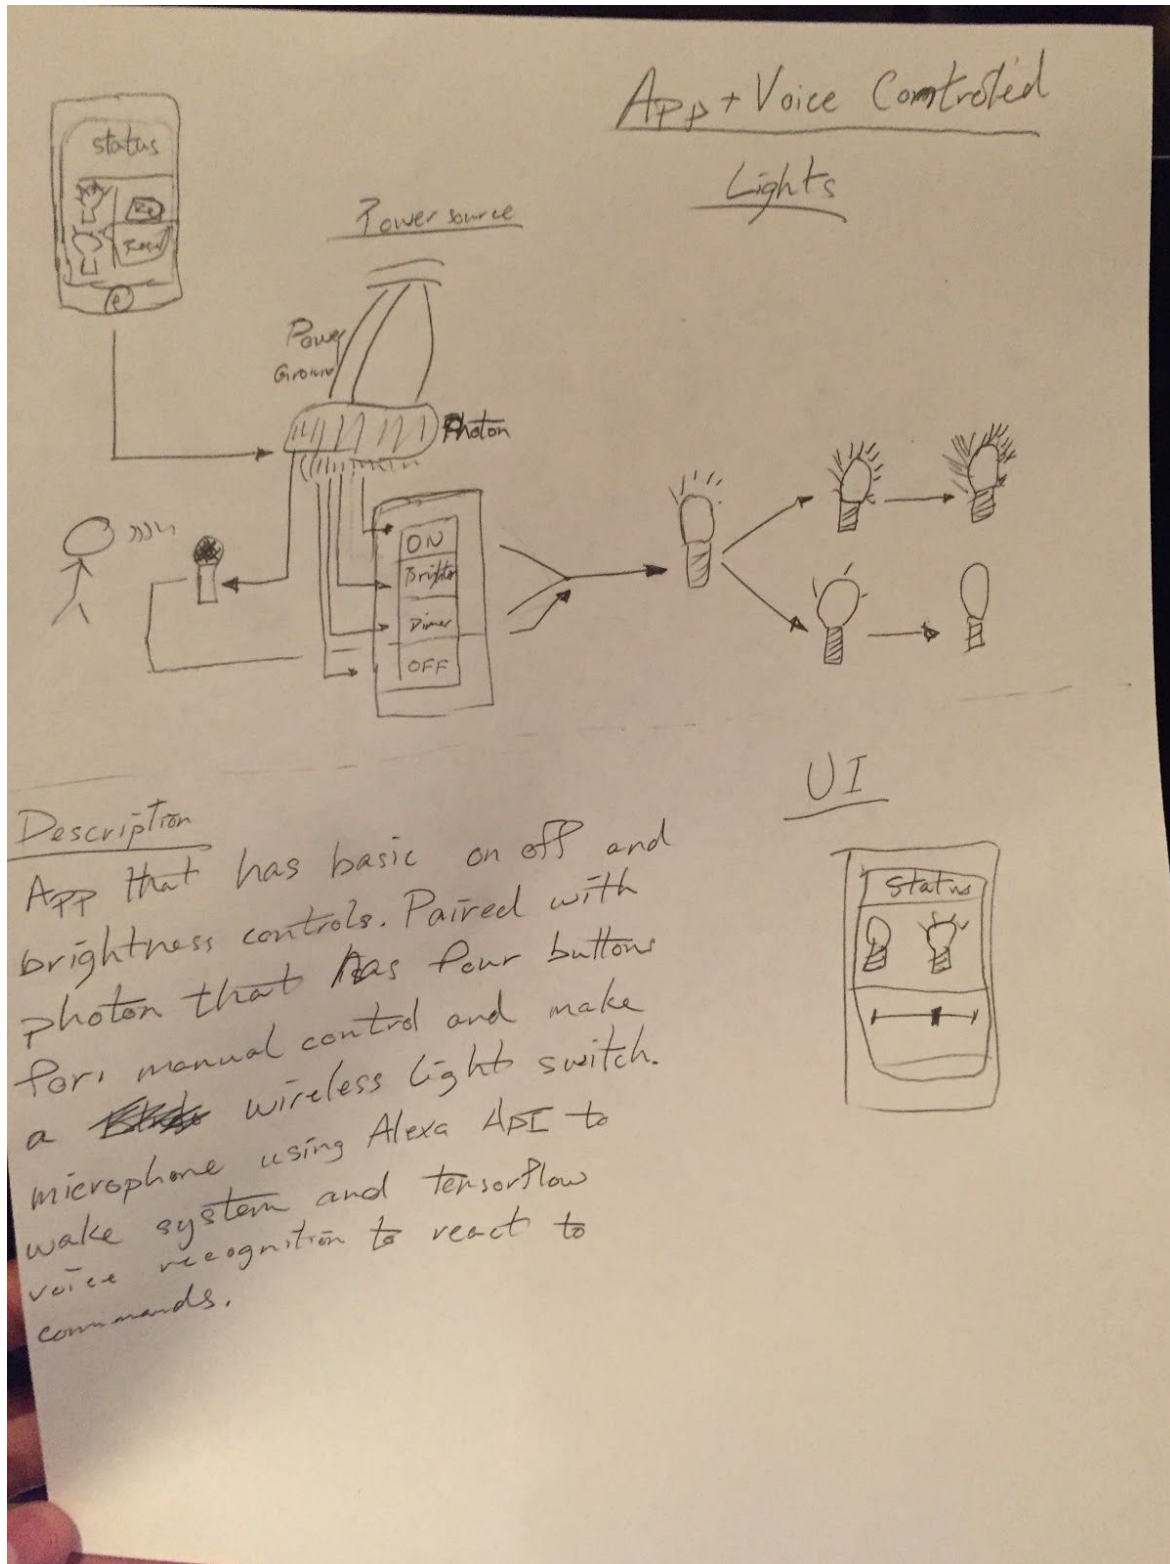 App + Voice Comtroled
Lights
status
Power source
Power
Ground
Photon
ON
Brighter
Dimer
OFF
Description
App that has basic on off and
brightness controls. Paired with
photon that has four buttons
for, manual control and make
a wireless light switch.
microphone using Alexa API to
wake system and tensorflow
voice recognition to react to
commands.
UI
Status